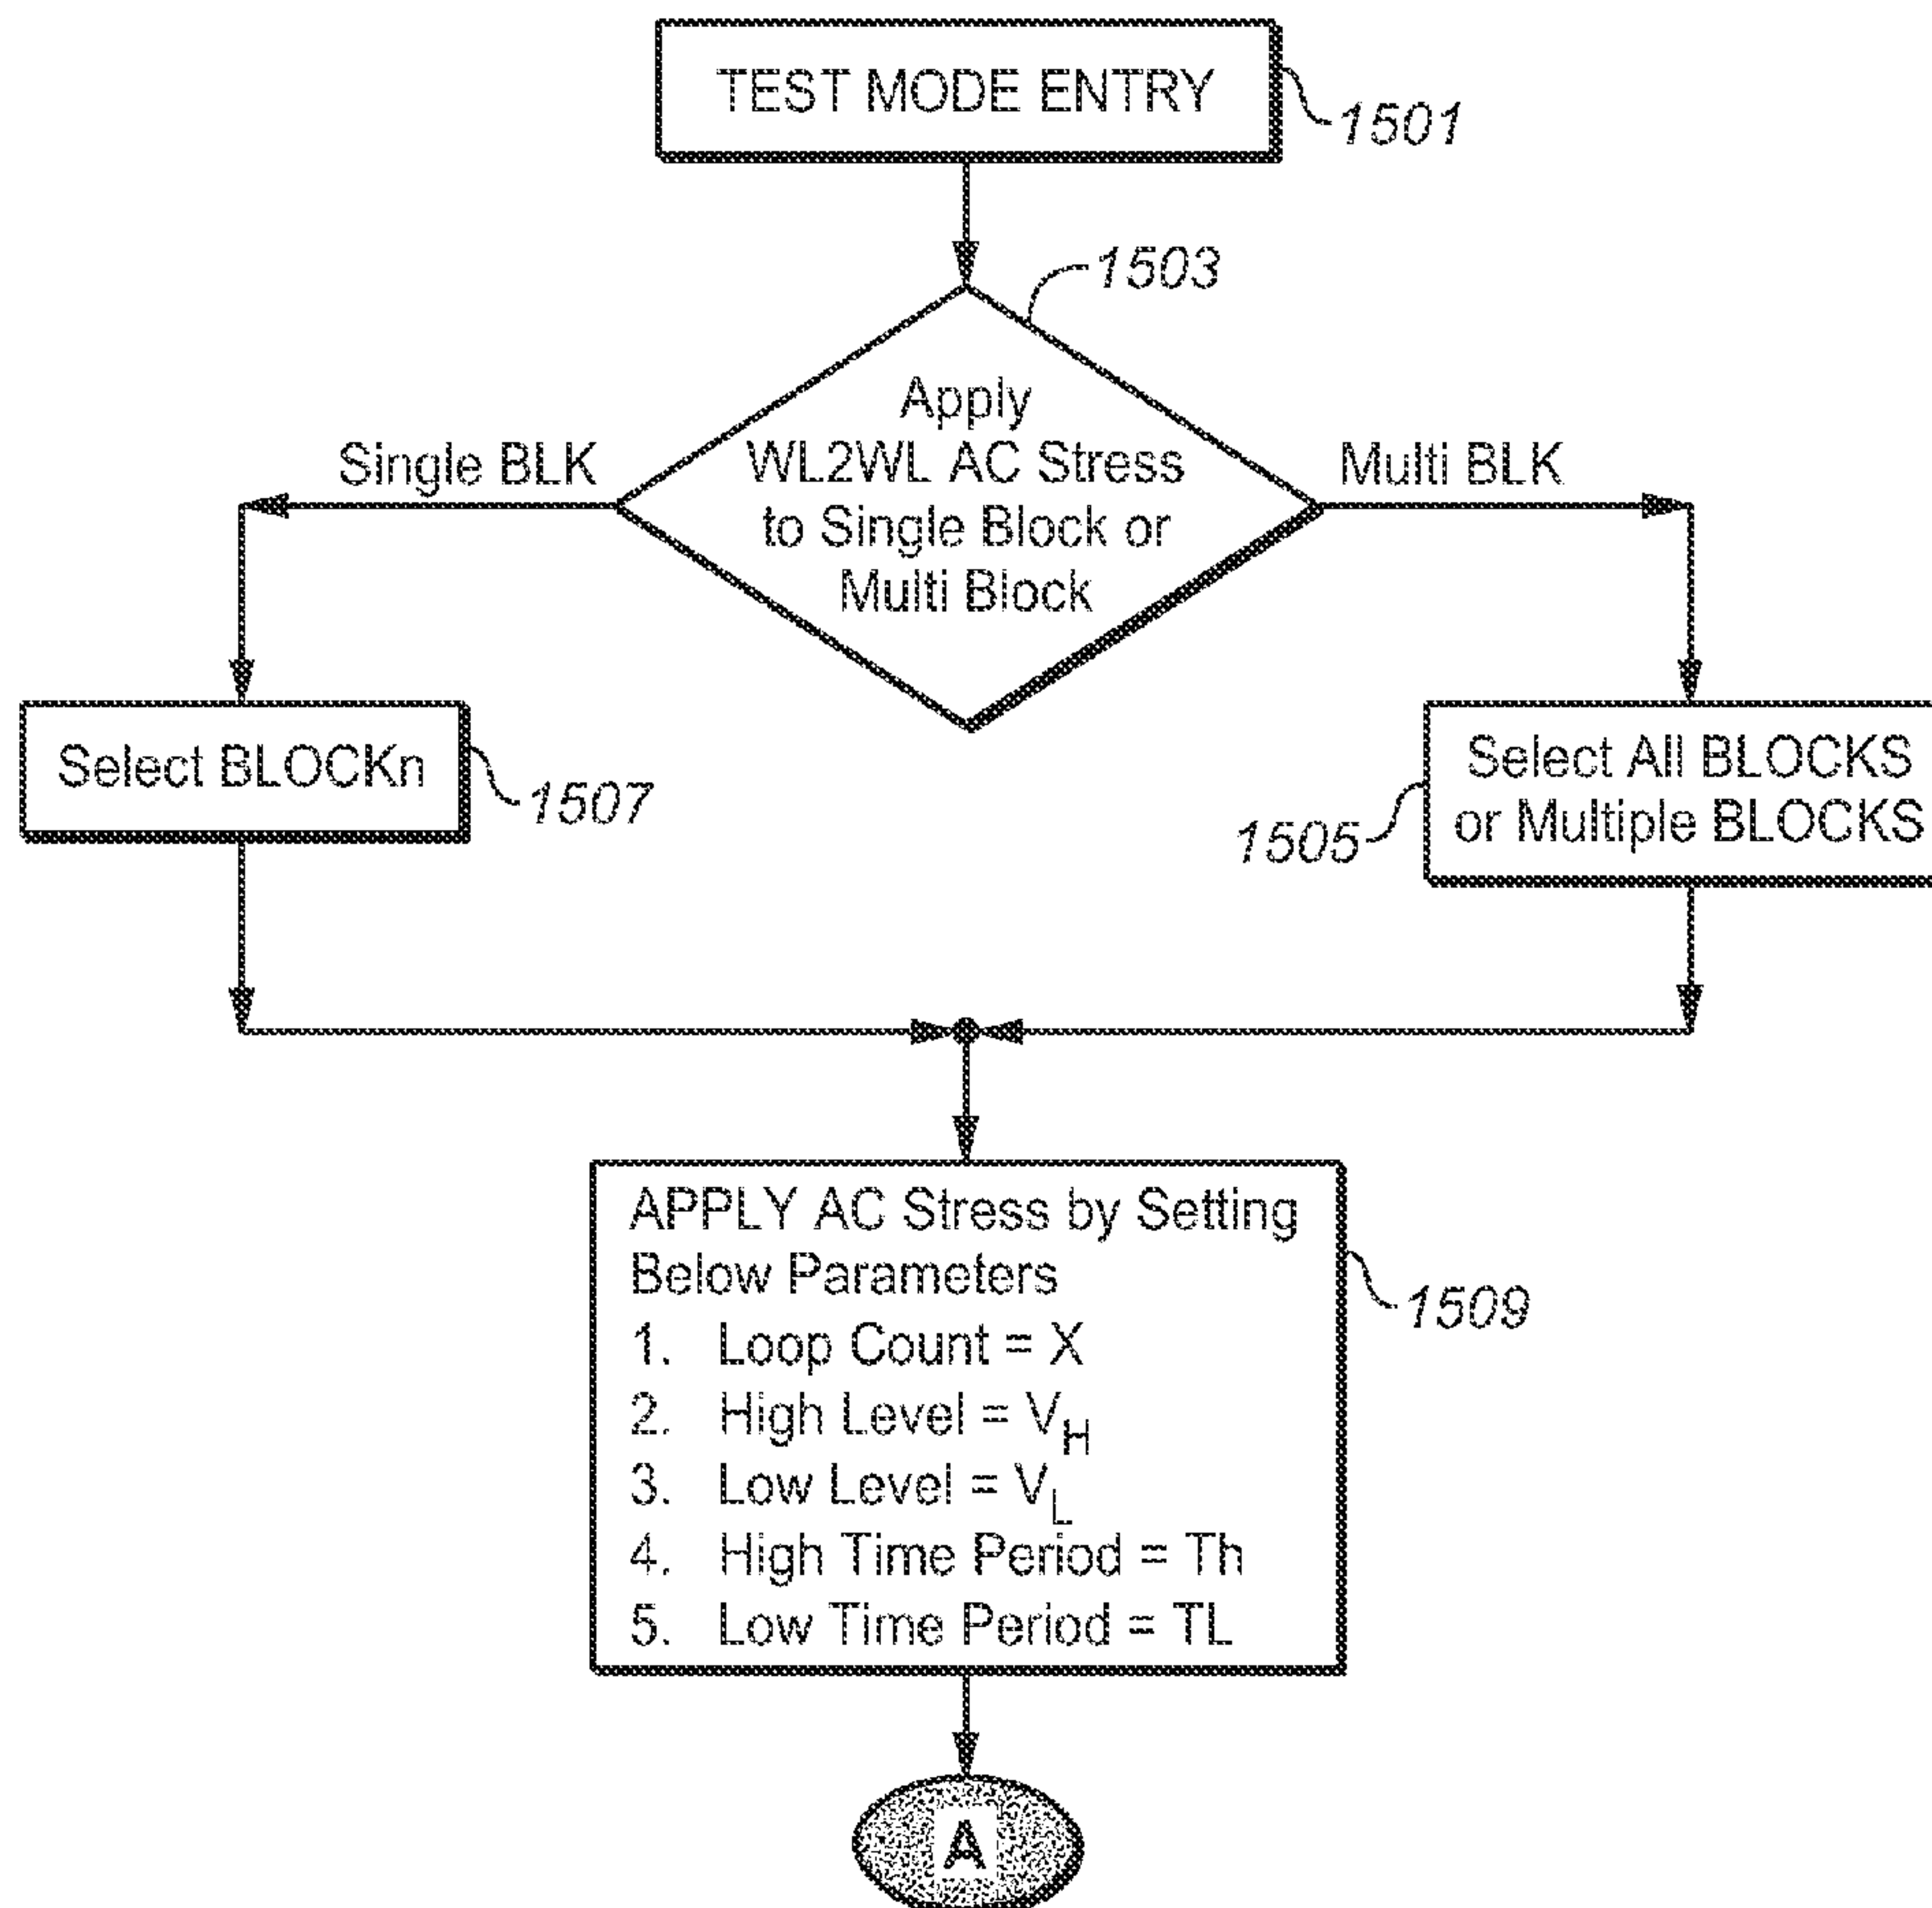 TEST MODE ENTRY
1501
1503
Apply
WL2WL AC Stress
to Single Block or
Multi Block
Single BLK
Multi BLK
Select BLOCKn
1507
Select All BLOCKS
or Multiple BLOCKS
1505
APPLY AC Stress by Setting
Below Parameters
1. Loop Count = X
2. High Level = V_H
3. Low Level = V_L
4. High Time Period = Th
5. Low Time Period = TL
1509
A